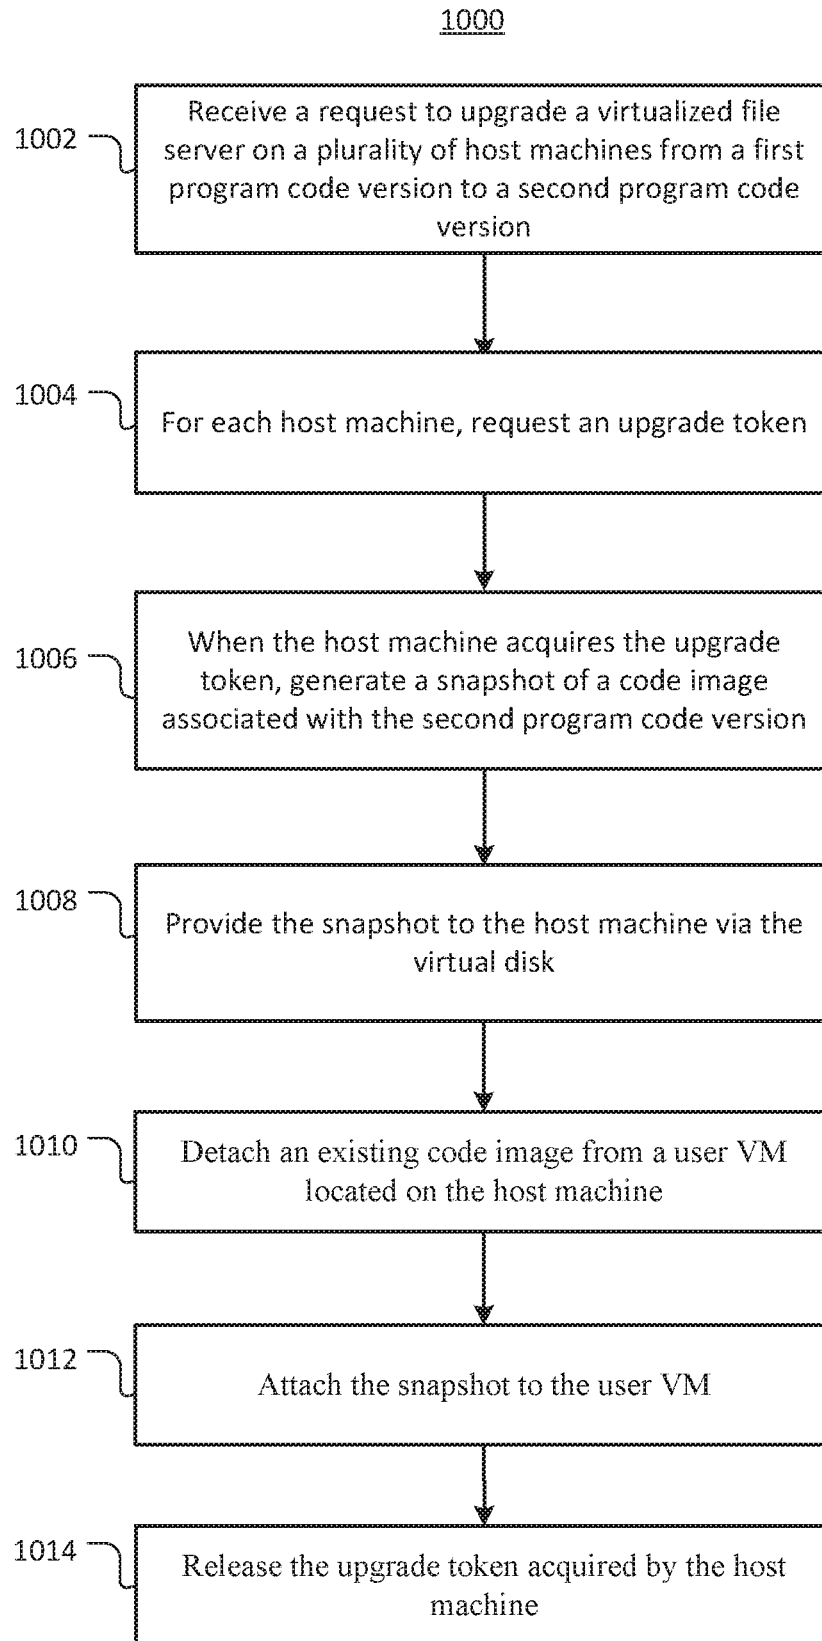 1000
1002
Receive a request to upgrade a virtualized file
server on a plurality of host machines from a first
program code version to a second program code
version
1004
For each host machine, request an upgrade token
1006
When the host machine acquires the upgrade
token, generate a snapshot of a code image
associated with the second program code version
1008
Provide the snapshot to the host machine via the
virtual disk
1010
Detach an existing code image from a user VM
located on the host machine
1012
Attach the snapshot to the user VM
1014
Release the upgrade token acquired by the host
machine